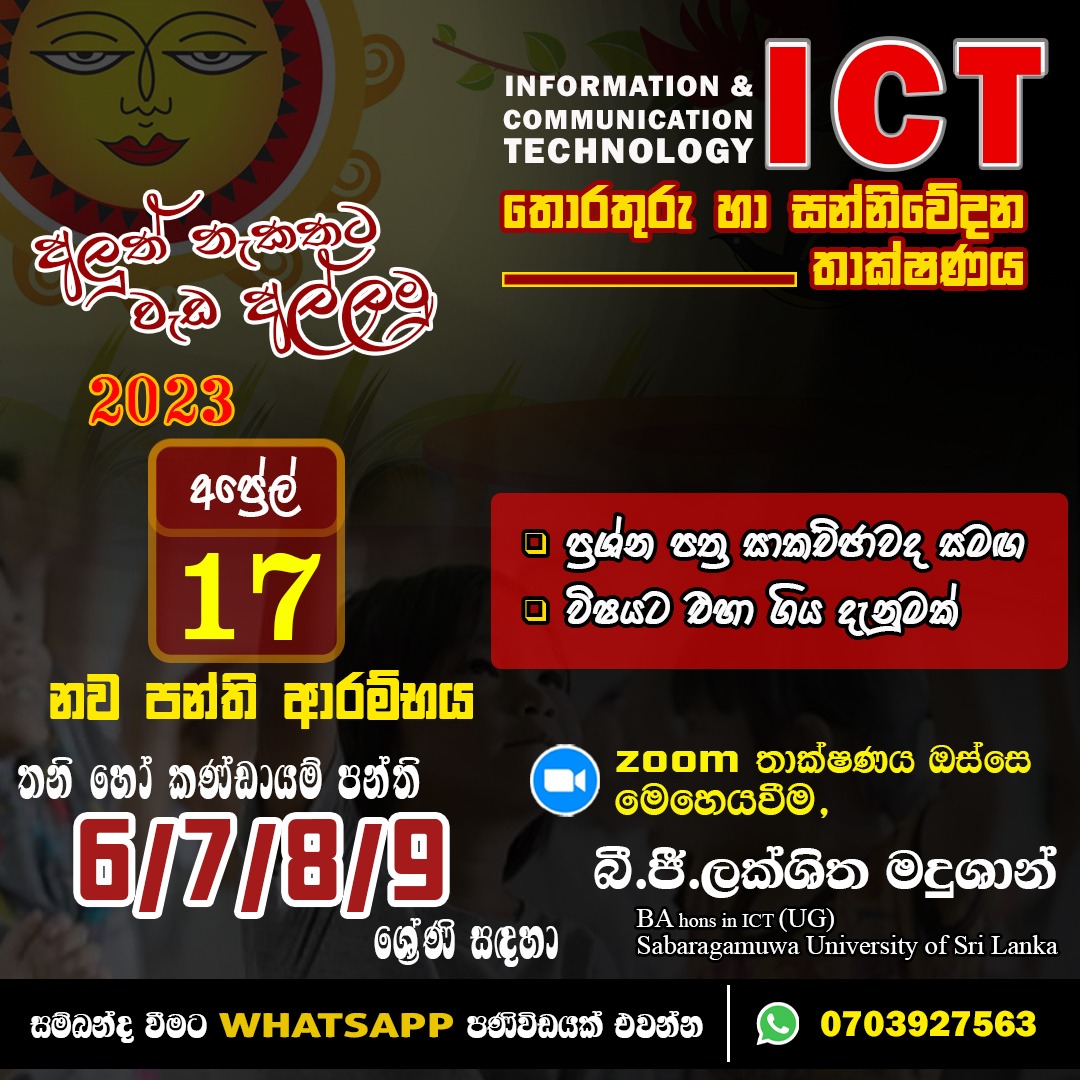 INFORMATION &
COMMUNICATION
TECHNOLOGY
ICT
තොරතුරු හා සන්නිවේදන
තාක්ෂණය
අලුත් නැකතට
වැඩ අල්ලමු
2023
අප්‍රේල්
17
නව පන්ති ආරම්භය
තනි හෝ කණ්ඩායම් පන්ති
6/7/8/9
ශ්‍රේණි සඳහා
ප්‍රශ්න පත්‍ර සාකච්ඡාවද සමඟ
විෂයට එහා ගිය දැනුමක්
zoom තාක්ෂණය ඔස්සෙ
මෙහෙයවීම,
බී.ජී.ලක්ශිත මදුශාන්
BA hons in ICT (UG)
Sabaragamuwa University of Sri Lanka
සම්බන්ද වීමට WHATSAPP පණිවිඩයක් එවන්න
0703927563